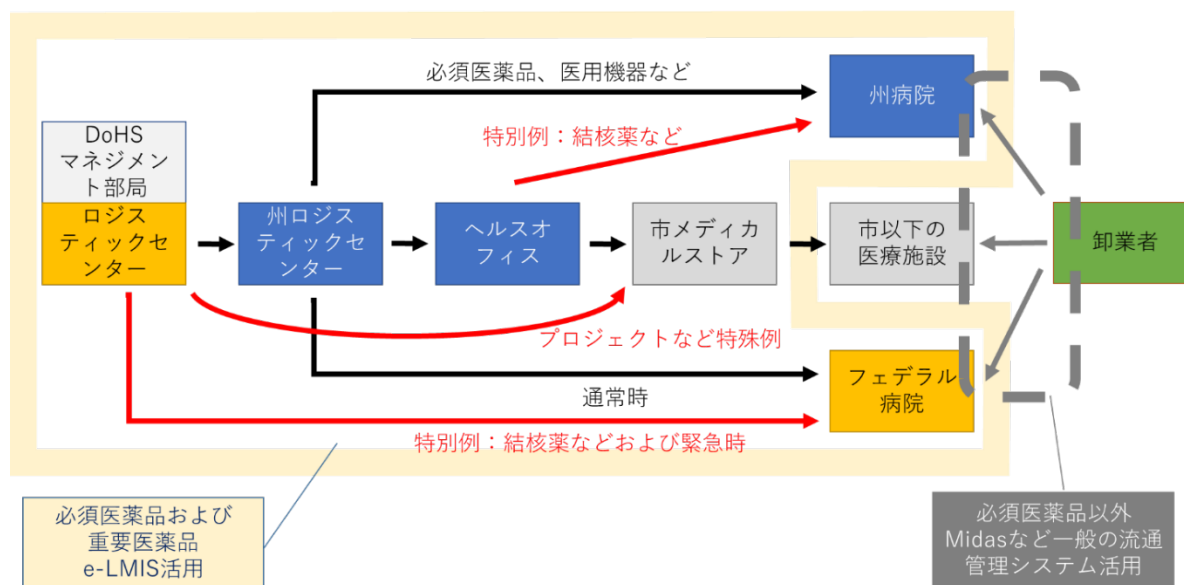 必須医薬品、医用機器など
州病院
特別例：結核薬など
DoHS
マネジメン
ト部局
ロジス
ティックセ
ンター
州ロジス
ティックセ
ンター
ヘルスオ
フィス
市メディカ
ルストア
市以下の
医療施設
卸業者
プロジェクトなど特殊例
通常時
フェデラル
病院
特別例：結核薬などおよび緊急時
必須医薬品および
重要医薬品
e-LMIS活用
必須医薬品以外
Midasなど一般の流通
管理システム活用